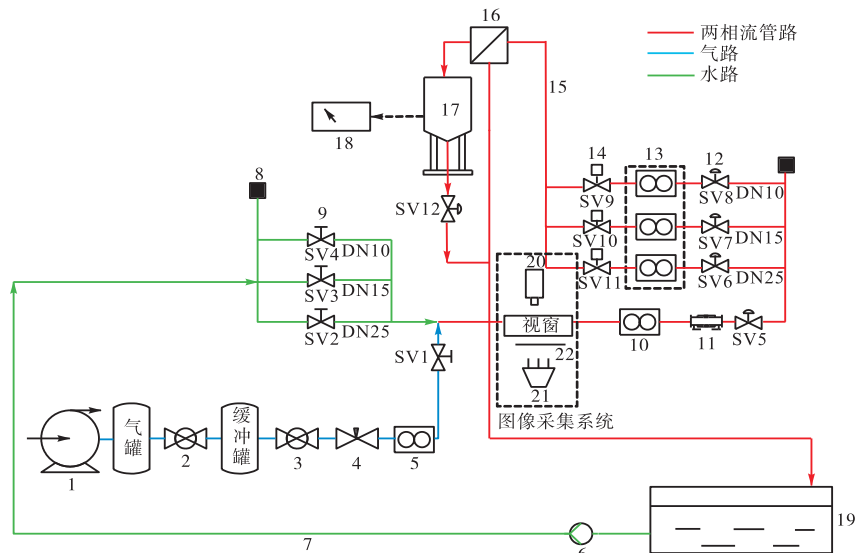 两相流管路
气路
水路
16
15
17
18
14
13
12
8
SV9
SV8
DN10
SV12
9
SV10
SV7
DN15
SV4
DN10
SV11
SV6
DN25
20
SV3
DN15
视窗
SV2
DN25
10
11
SV5
SV1
22
21
图像采集系统
气罐
缓冲罐
1
2
3
4
5
19
7
6